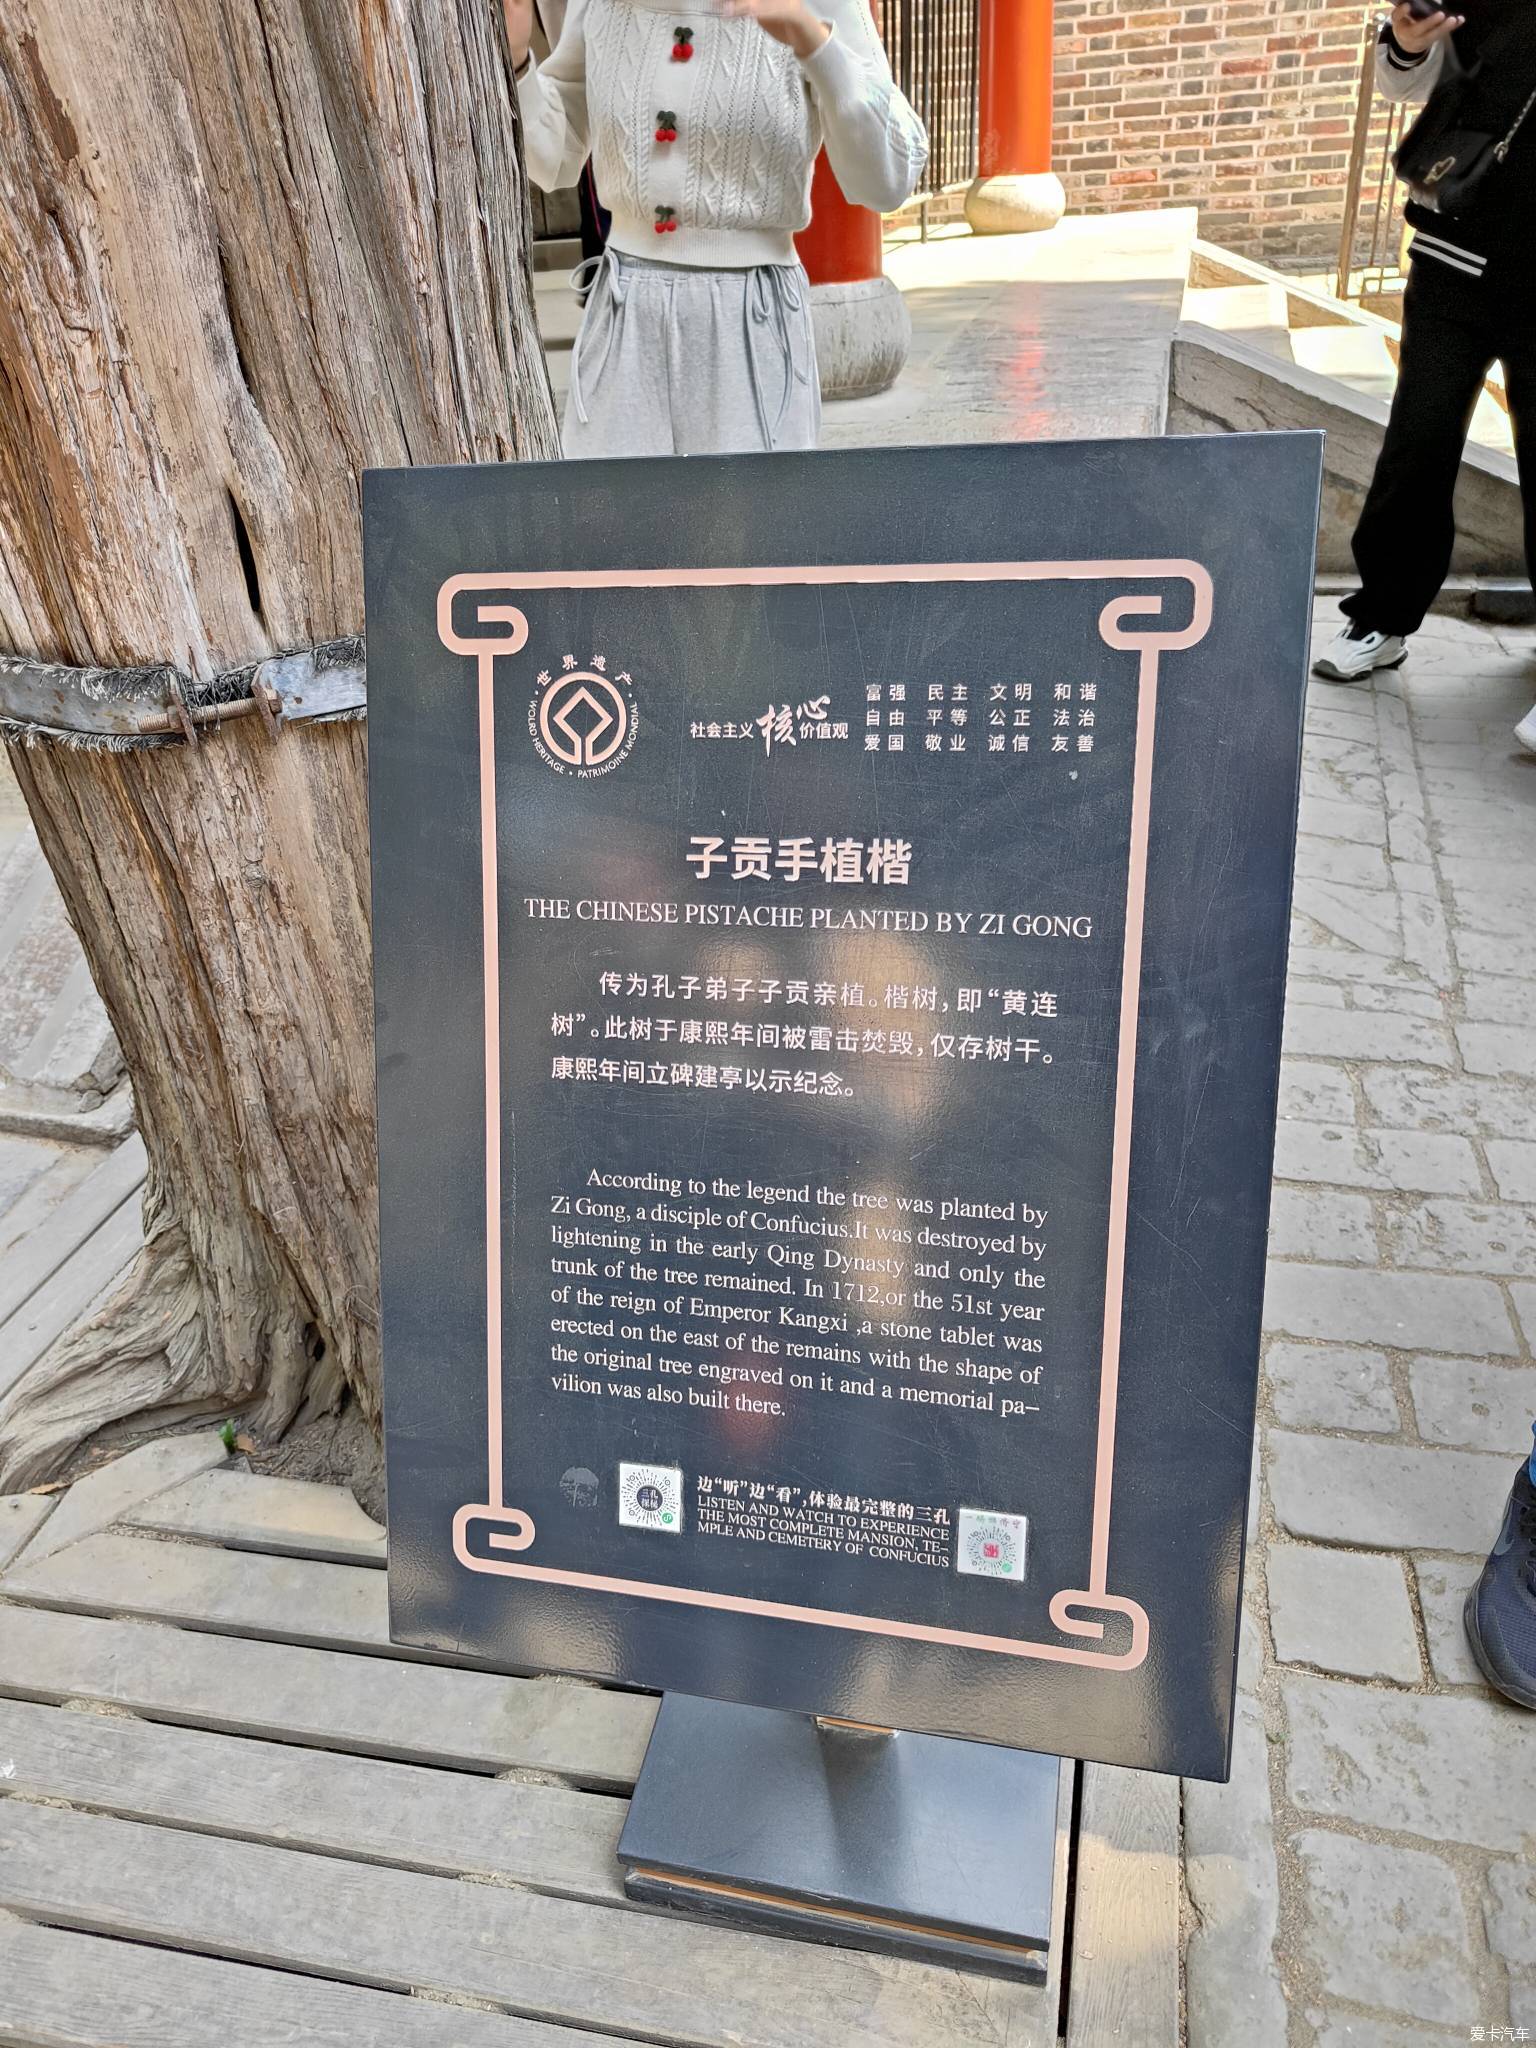 世界遗产
WOLRD HERITAGE • PATRIMOINE MONDIAL
社会主义核心价值观
富强 民主 文明 和谐
自由 平等 公正 法治
爱国 敬业 诚信 友善
子贡手植楷
THE CHINESE PISTACHE PLANTED BY ZI GONG
传为孔子弟子子贡亲植。楷树，即“黄连
树”。此树于康熙年间被雷击焚毁，仅存树干。
康熙年间立碑建亭以示纪念。
According to the legend the tree was planted by
Zi Gong, a disciple of Confucius.It was destroyed by
lightening in the early Qing Dynasty and only the
trunk of the tree remained. In 1712,or the 51st year
of the reign of Emperor Kangxi ,a stone tablet was
erected on the east of the remains with the shape of
the original tree engraved on it and a memorial pa–
vilion was also built there.
三孔
探秘
边“听”边“看”，体验最完整的三孔
LISTEN AND WATCH TO EXPERIENCE
THE MOST COMPLETE MANSION, TE–
MPLE AND CEMETERY OF CONFUCIUS
爱卡汽车